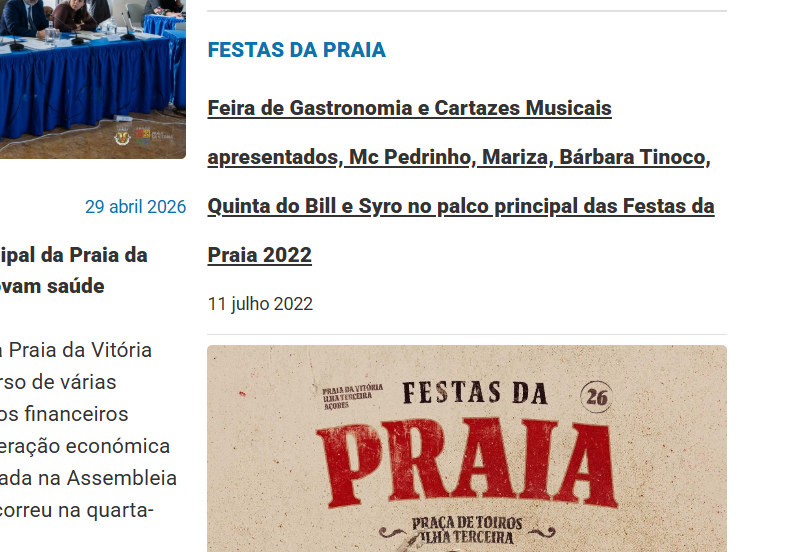 29 abril 2026
ipal da Praia da
ovam saúde
a Praia da Vitória
rso de várias
os financeiros
eração económica
ada na Assembleia
correu na quarta-
FESTAS DA PRAIA
Feira de Gastronomia e Cartazes Musicais
apresentados, Mc Pedrinho, Mariza, Bárbara Tinoco,
Quinta do Bill e Syro no palco principal das Festas da
Praia 2022
11 julho 2022
PRAIA DA VITÓRIA
ILHA TERCEIRA
AÇORES
FESTAS DA
26
PRAIA
PRAÇA DE TOIROS
ILHA TERCEIRA